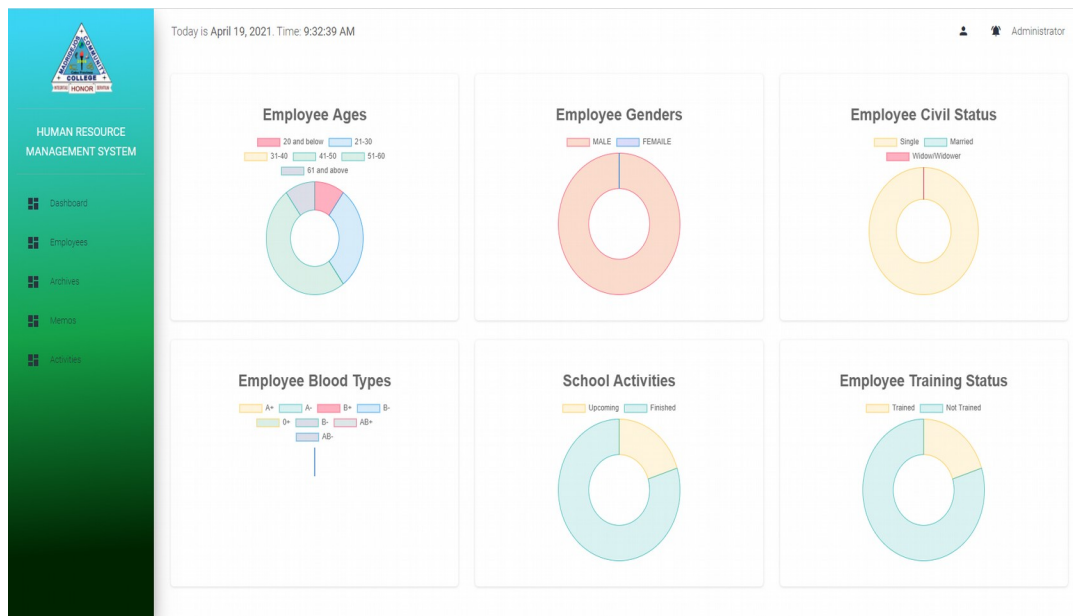 Today is April 19, 2021. Time: 9:32:39 AM
Administrator
COMMUNITY
COLLEGE
HONOR
HUMAN RESOURCE
MANAGEMENT SYSTEM
Dashboard
Employees
Archives
Memos
Activities
Employee Ages
20 and below 21-30
31-40 41-50 51-60
61 and above
Employee Genders
MALE FEMAILE
Employee Civil Status
Single Married
Widow/Widower
Employee Blood Types
A+ A- B+ B-
0+ B- AB+
AB-
School Activities
Upcoming Finished
Employee Training Status
Trained Not Trained